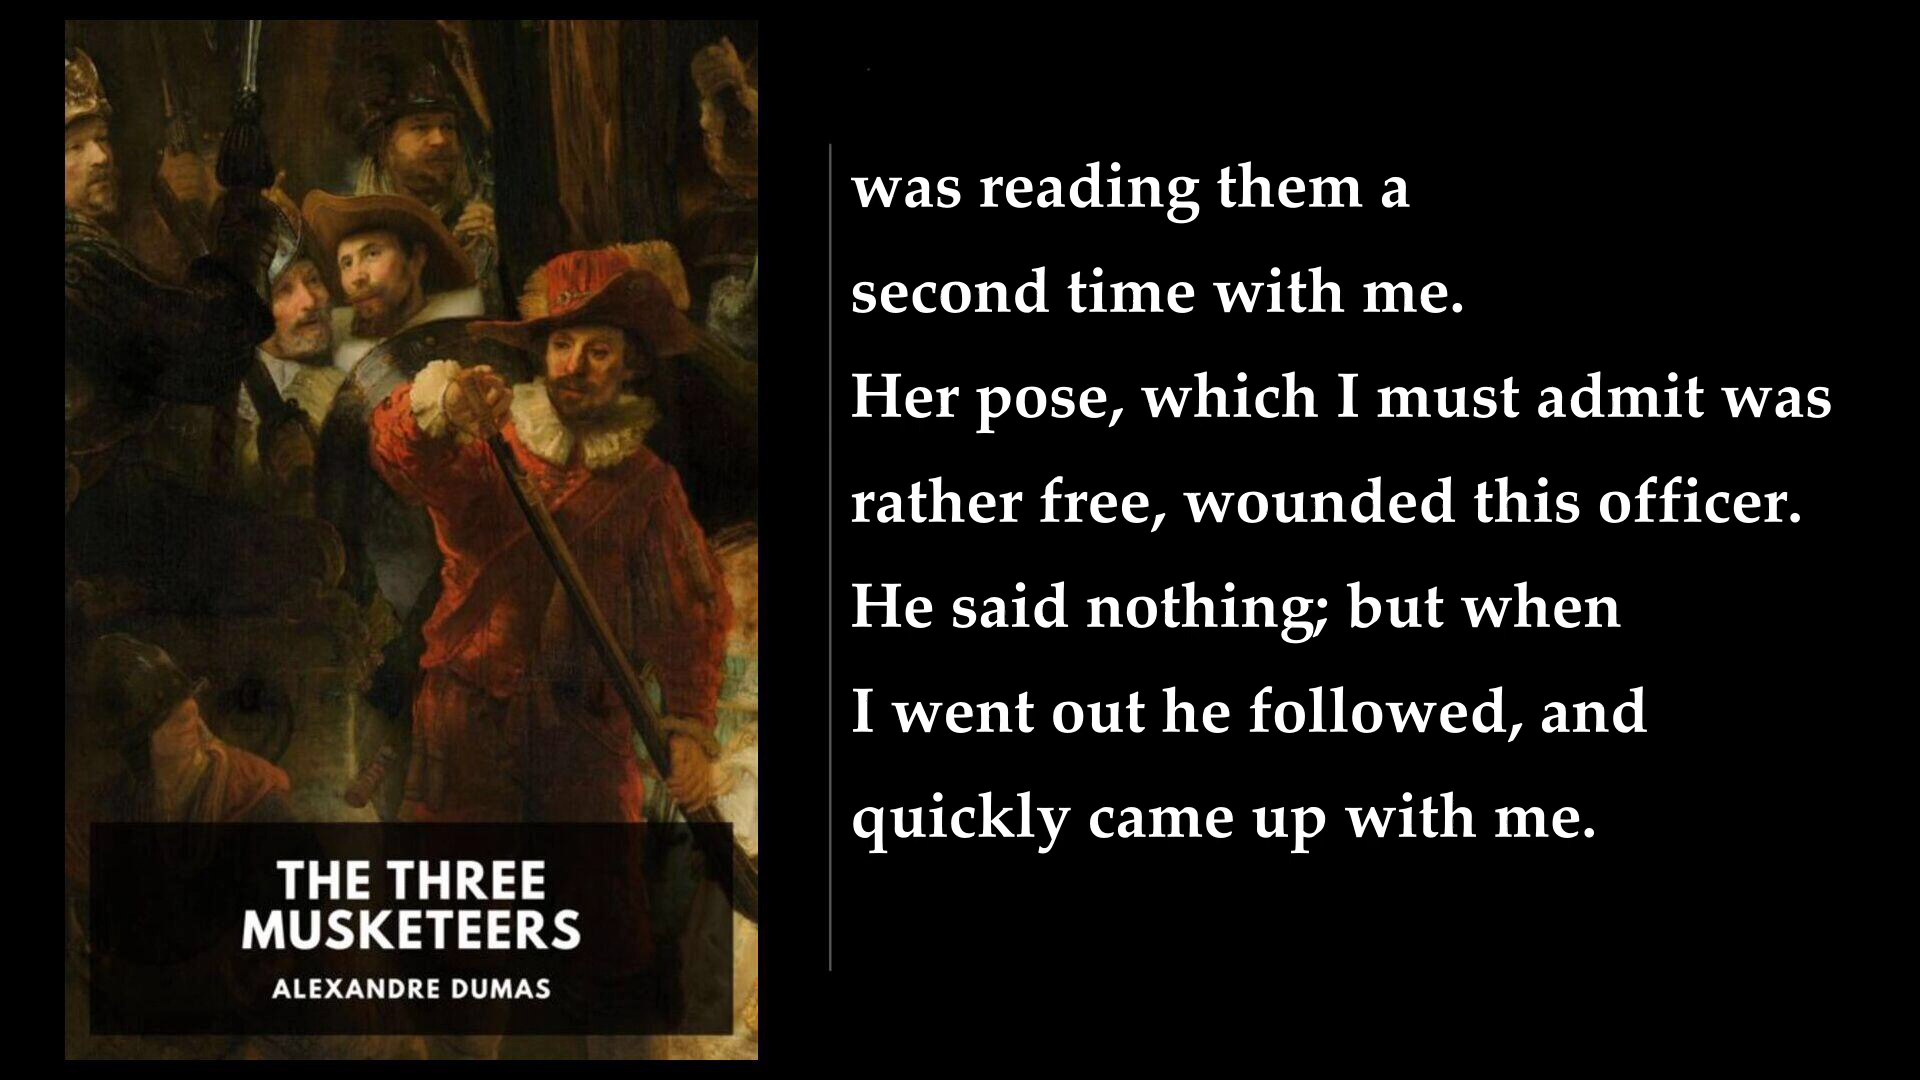 was reading them a
second time with me.
Her pose, which I must admit was
rather free, wounded this officer.
He said nothing; but when
I went out he followed, and
quickly came up with me.
THE THREE
MUSKETEERS
ALEXANDRE DUMAS